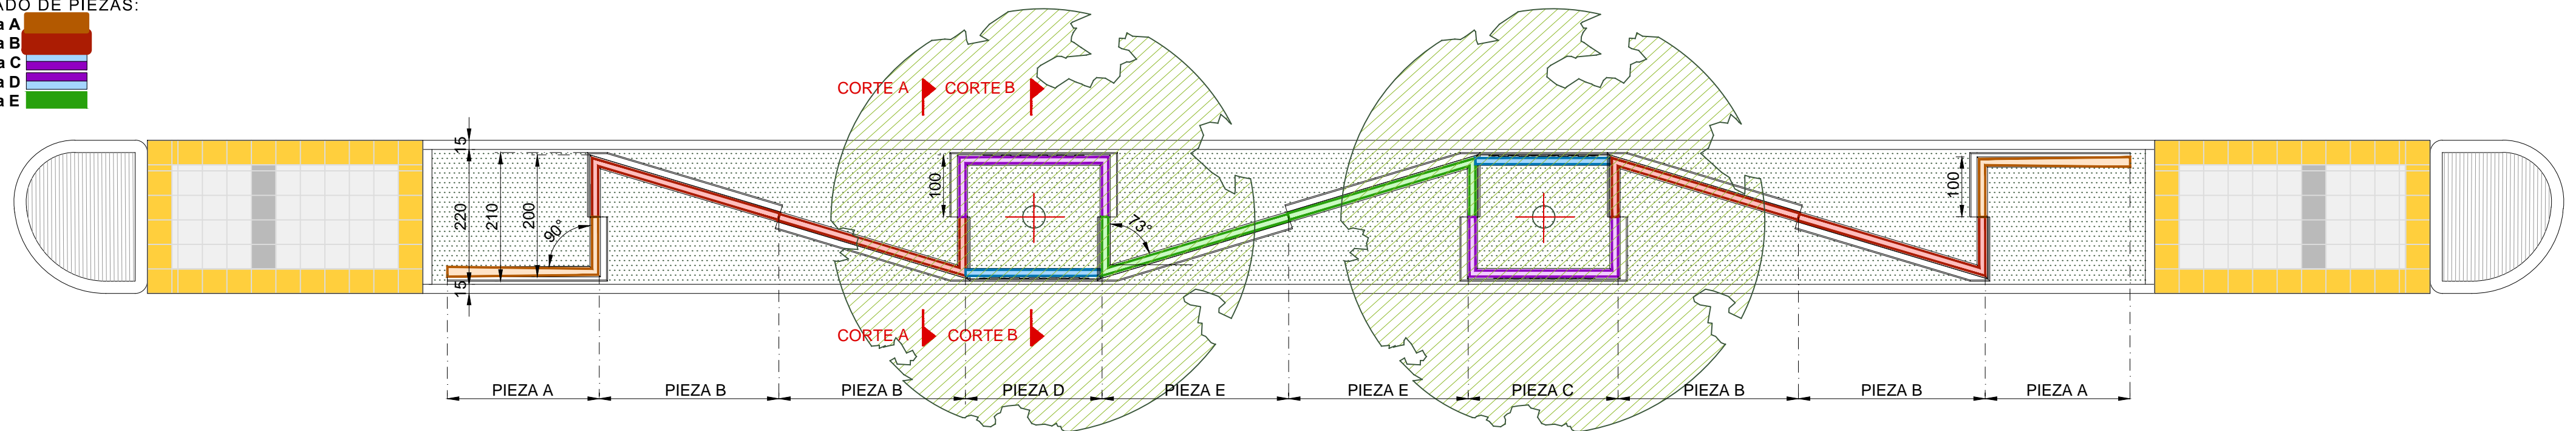 ADO DE PIEZAS:
a A
a B
a C
a D
a E
CORTE A CORTE B
15
220
210
200
90°
100
73°
100
15
CORTE A CORTE B
PIEZA A PIEZA B PIEZA B PIEZA D PIEZA E PIEZA E PIEZA C PIEZA B PIEZA B PIEZA A